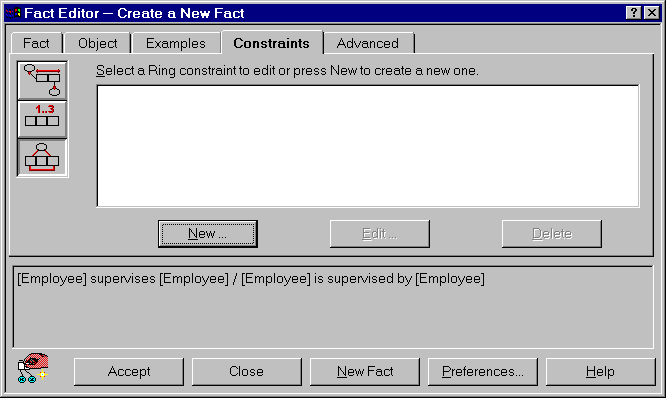 Fact Editor — Create a New Fact
Fact Object Examples Constraints Advanced
Select a Ring constraint to edit or press New to create a new one.
1..3
New ... Edit ... Delete
[Employee] supervises [Employee] / [Employee] is supervised by [Employee]
Accept Close New Fact Preferences... Help